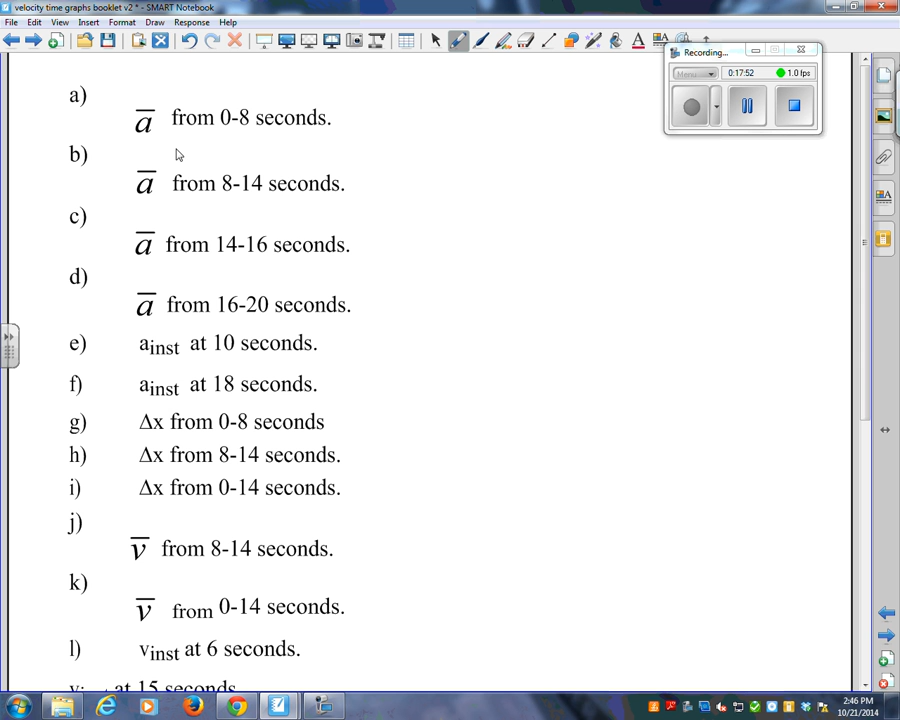 velocity time graphs booklet v2 * - SMART Notebook
File Edit View Insert Format Draw Window Response Help
Recording...
Menu
0:17:52
1.0 fps
a)
a̅ from 0-8 seconds.
b)
a̅ from 8-14 seconds.
c)
a̅ from 14-16 seconds.
d)
a̅ from 16-20 seconds.
e) ainst at 10 seconds.
f) ainst at 18 seconds.
g) Δx from 0-8 seconds
h) Δx from 8-14 seconds.
i) Δx from 0-14 seconds.
j)
v̅ from 8-14 seconds.
k)
v̅ from 0-14 seconds.
l) vinst at 6 seconds.
at 15 seconds
2:46 PM
10/21/2014